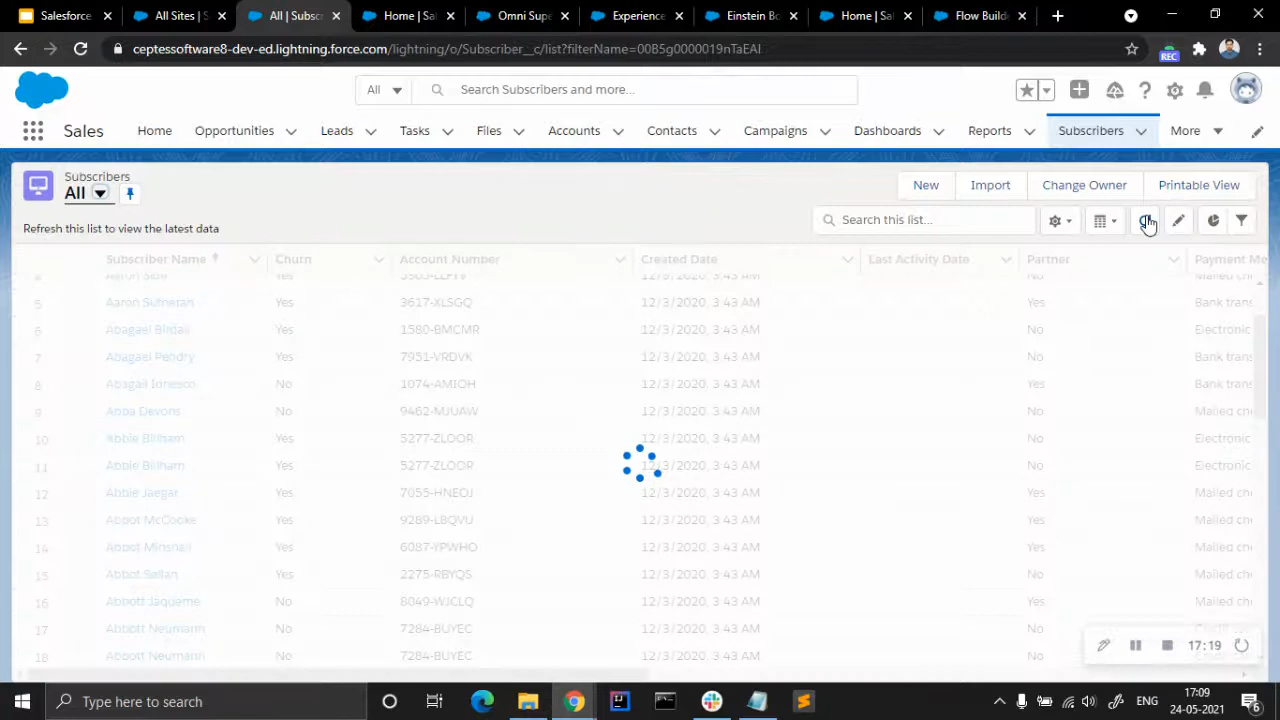 Salesforce
All Sites | S
All | Subsc
Home | Sa
Omni Supe
Experience
Einstein Bo
Home | Sal
Flow Builde
ceptessoftware8-dev-ed.lightning.force.com/lightning/o/Subscriber__c/list?filterName=00B5g0000019nTaEAI
REC
All
Search Subscribers and more...
Sales
Home
Opportunities
Leads
Tasks
Files
Accounts
Contacts
Campaigns
Dashboards
Reports
Subscribers
More
Subscribers
All
New
Import
Change Owner
Printable View
Refresh this list to view the latest data
Search this list...
Subscriber Name
Churn
Account Number
Created Date
Last Activity Date
Partner
Payment Me
5 Aaron Sutheran Yes 3617-XLSGQ 12/3/2020, 3:43 AM Yes Bank trans
6 Abagael Birdall Yes 1580-BMCMR 12/3/2020, 3:43 AM No Electronic
7 Abagael Pendry Yes 7951-VRDVK 12/3/2020, 3:43 AM No Bank trans
8 Abagail Ionesco No 1074-AMIOH 12/3/2020, 3:43 AM Yes Bank trans
9 Abba Devons No 9462-MJUAW 12/3/2020, 3:43 AM No Mailed che
10 Abbie Billham Yes 5277-ZLOOR 12/3/2020, 3:43 AM No Electronic
11 Abbie Billham Yes 5277-ZLOOR 12/3/2020, 3:43 AM No Electronic
12 Abbie Jaegar Yes 7055-HNEOJ 12/3/2020, 3:43 AM Yes Mailed che
13 Abbot McCooke Yes 9289-LBQVU 12/3/2020, 3:43 AM Yes Mailed che
14 Abbot Minshall Yes 6087-YPWHO 12/3/2020, 3:43 AM Yes Mailed che
15 Abbot Sellan Yes 2275-RBYQS 12/3/2020, 3:43 AM No Mailed che
16 Abbott Jaqueme No 8049-WJCLQ 12/3/2020, 3:43 AM Yes Mailed che
17 Abbott Neumann No 7284-BUYEC 12/3/2020, 3:43 AM No
18 Abbott Neumann No 7284-BUYEC 12/3/2020, 3:43 AM No
17:19
Type here to search
ENG
17:09
24-05-2021
6